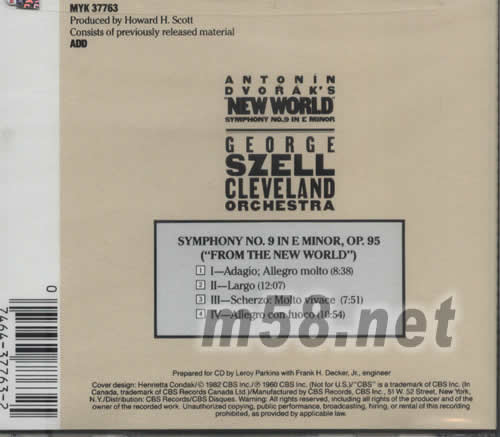 MYK 37763
Produced by Howard H. Scott
Consists of previously released material
ADD
ANTONÍN
DVOŘÁK'S
"NEW WORLD"
SYMPHONY NO. 9 IN E MINOR
GEORGE
SZELL
CLEVELAND
ORCHESTRA
SYMPHONY NO. 9 IN E MINOR, OP. 95
("FROM THE NEW WORLD")
1 I—Adagio; Allegro molto (8:38)
2 II—Largo (12:07)
3 III—Scherzo: Molto vivace (7:51)
4 IV—Allegro con fuoco (10:54)
m58.net
Prepared for CD by Leroy Parkins with Frank H. Decker, Jr., engineer
Cover design: Henrietta Condak/© 1982 CBS Inc./℗ 1960 CBS Inc. (Not for U.S.)/"CBS" is a trademark of CBS Inc. (In
Canada, trademark of CBS Records Canada Ltd.)/Manufactured by CBS Records, CBS Inc., 51 W. 52 Street, New York,
N.Y./Distribution: CBS Records/CBS Disques. Warning: All rights reserved, including all rights of the producer and of the
owner of the recorded work. Unauthorized copying, public performance, broadcasting, hiring, or rental of this recording
prohibited, as provided by applicable law.
0 7464-37763-2